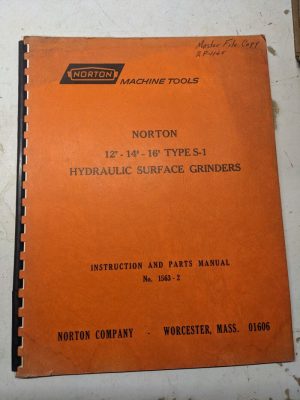 Master File Copy
NORTON
MACHINE TOOLS
NORTON
12" - 14" - 16" TYPE S-1
HYDRAULIC SURFACE GRINDERS
INSTRUCTION AND PARTS MANUAL
No. 1563-2
NORTON COMPANY - WORCESTER, MASS. 01606